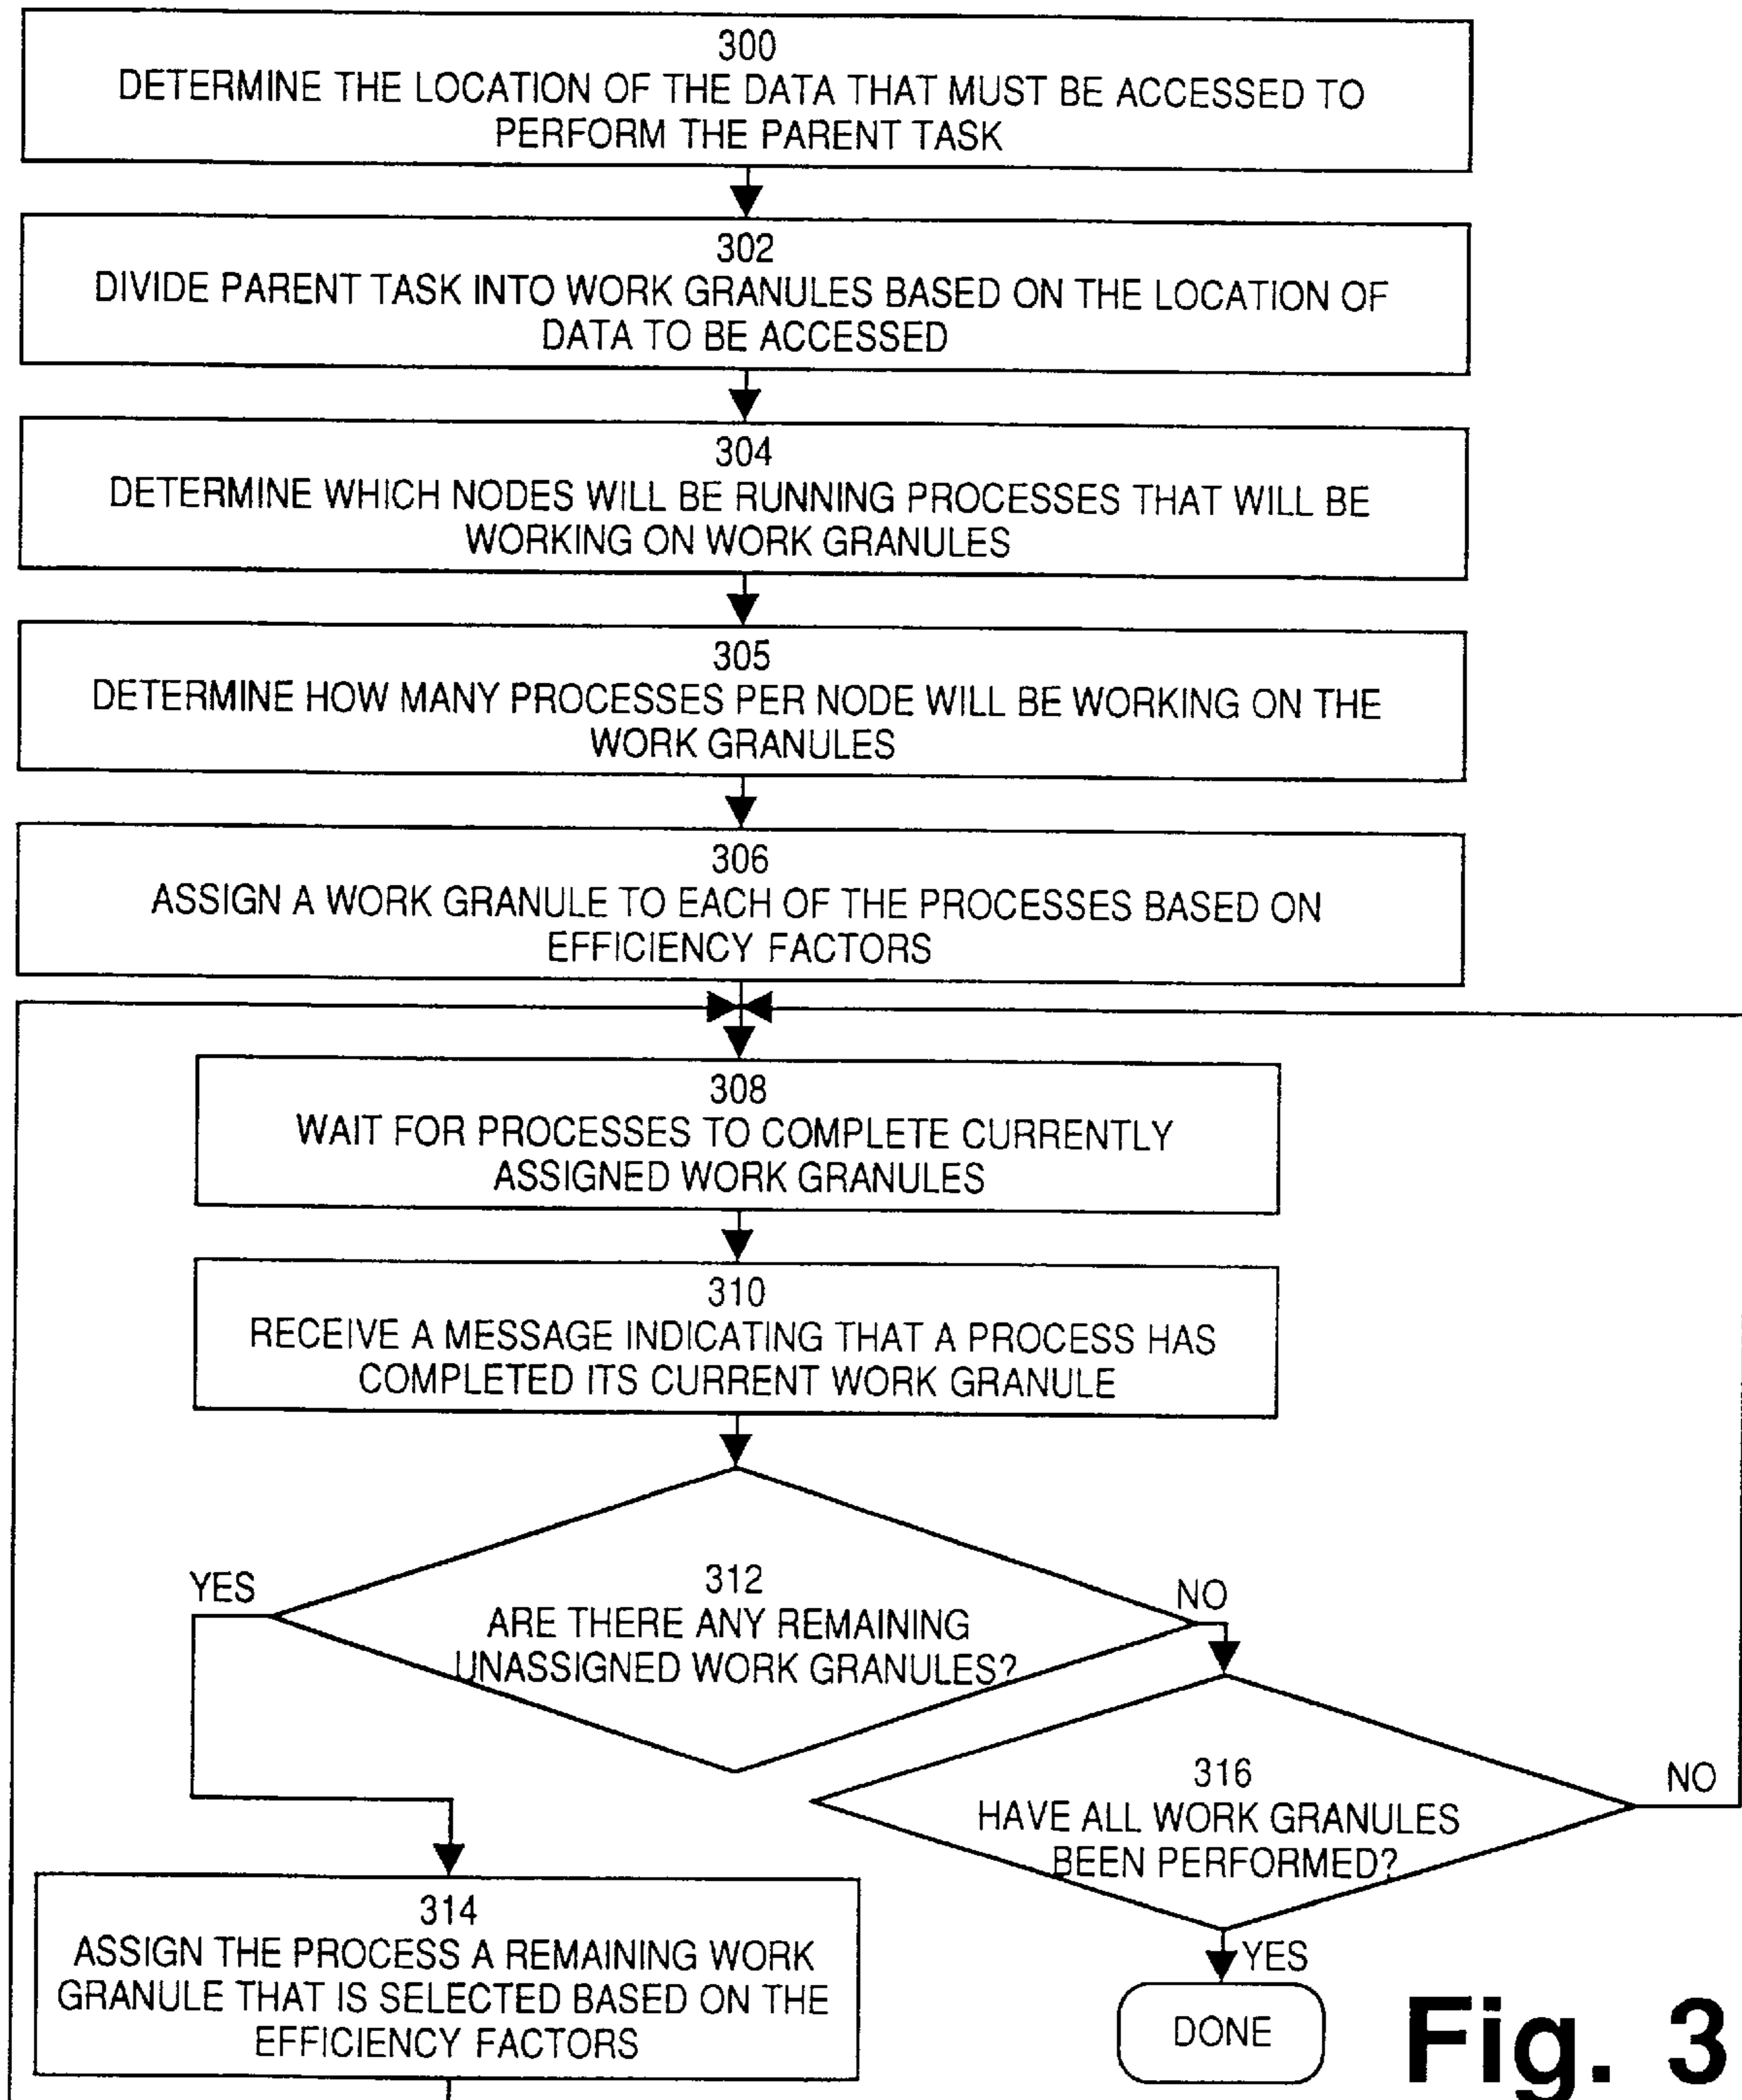 300
DETERMINE THE LOCATION OF THE DATA THAT MUST BE ACCESSED TO
PERFORM THE PARENT TASK
302
DIVIDE PARENT TASK INTO WORK GRANULES BASED ON THE LOCATION OF
DATA TO BE ACCESSED
304
DETERMINE WHICH NODES WILL BE RUNNING PROCESSES THAT WILL BE
WORKING ON WORK GRANULES
305
DETERMINE HOW MANY PROCESSES PER NODE WILL BE WORKING ON THE
WORK GRANULES
306
ASSIGN A WORK GRANULE TO EACH OF THE PROCESSES BASED ON
EFFICIENCY FACTORS
308
WAIT FOR PROCESSES TO COMPLETE CURRENTLY
ASSIGNED WORK GRANULES
310
RECEIVE A MESSAGE INDICATING THAT A PROCESS HAS
COMPLETED ITS CURRENT WORK GRANULE
YES
312
ARE THERE ANY REMAINING
UNASSIGNED WORK GRANULES?
NO
316
HAVE ALL WORK GRANULES
BEEN PERFORMED?
NO
314
ASSIGN THE PROCESS A REMAINING WORK
GRANULE THAT IS SELECTED BASED ON THE
EFFICIENCY FACTORS
YES
DONE
Fig. 3